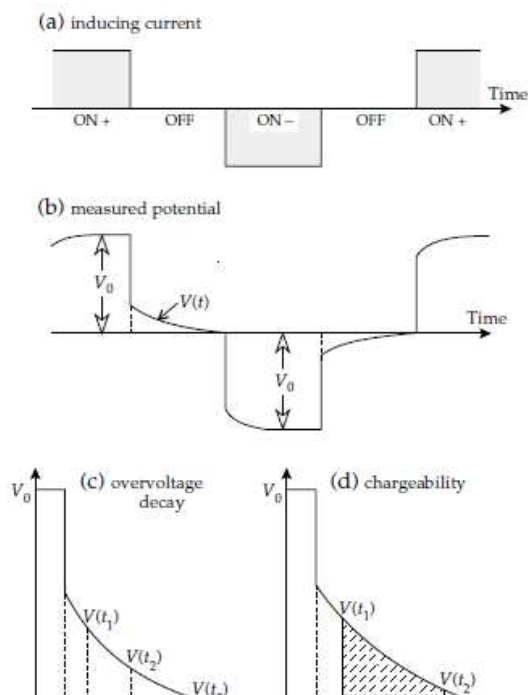 (a) inducing current
Time
ON + OFF ON – OFF ON +
(b) measured potential
V0
V(t)
Time
V0
(c) overvoltage
decay
V0
V(t1)
V(t2)
(d) chargeability
V0
V(t1)
V(t2)